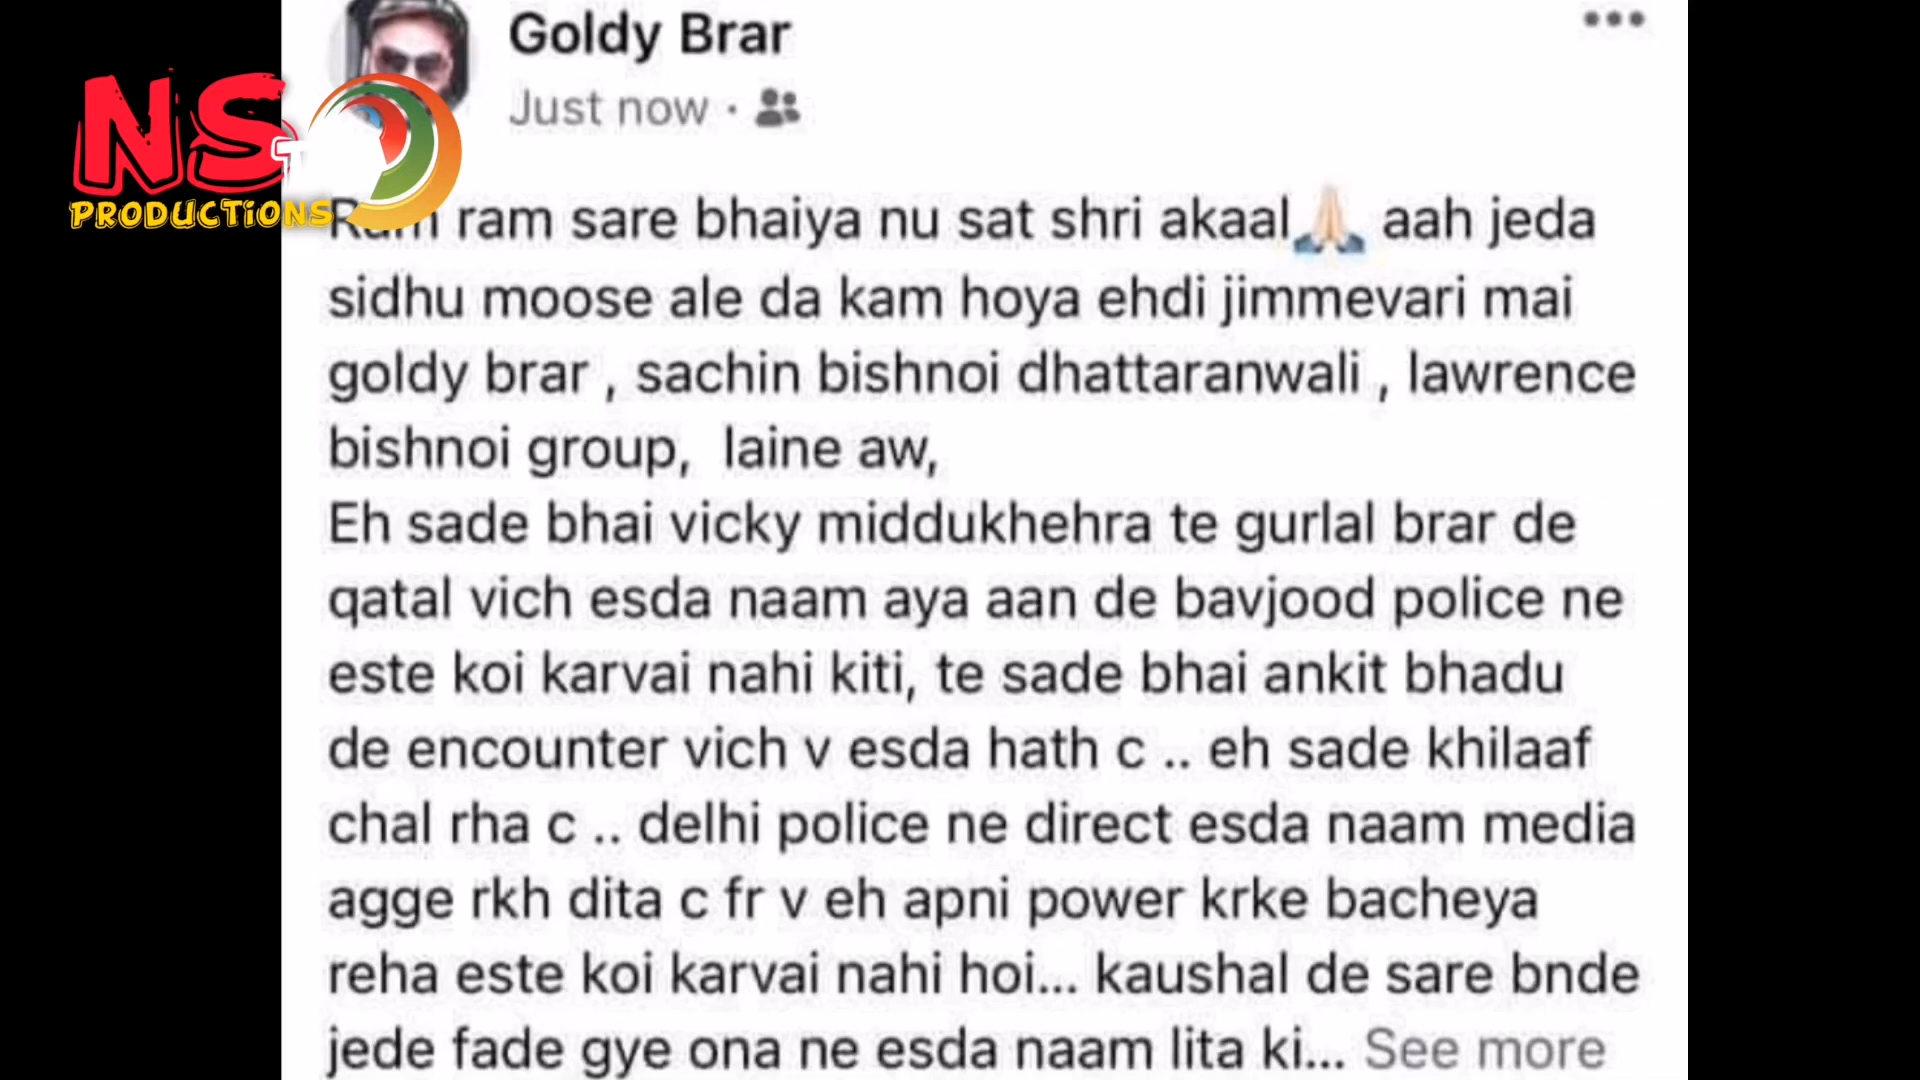 Goldy Brar
Just now
NS
PRODUCTIONS
Ram ram sare bhaiya nu sat shri akaal🙏🏻 aah jeda
sidhu moose ale da kam hoya ehdi jimmevari mai
goldy brar , sachin bishnoi dhattaranwali , lawrence
bishnoi group, laine aw,
Eh sade bhai vicky middukhehra te gurlal brar de
qatal vich esda naam aya aan de bavjood police ne
este koi karvai nahi kiti, te sade bhai ankit bhadu
de encounter vich v esda hath c .. eh sade khilaaf
chal rha c .. delhi police ne direct esda naam media
agge rkh dita c fr v eh apni power krke bacheya
reha este koi karvai nahi hoi... kaushal de sare bnde
jede fade gye ona ne esda naam lita ki... See more